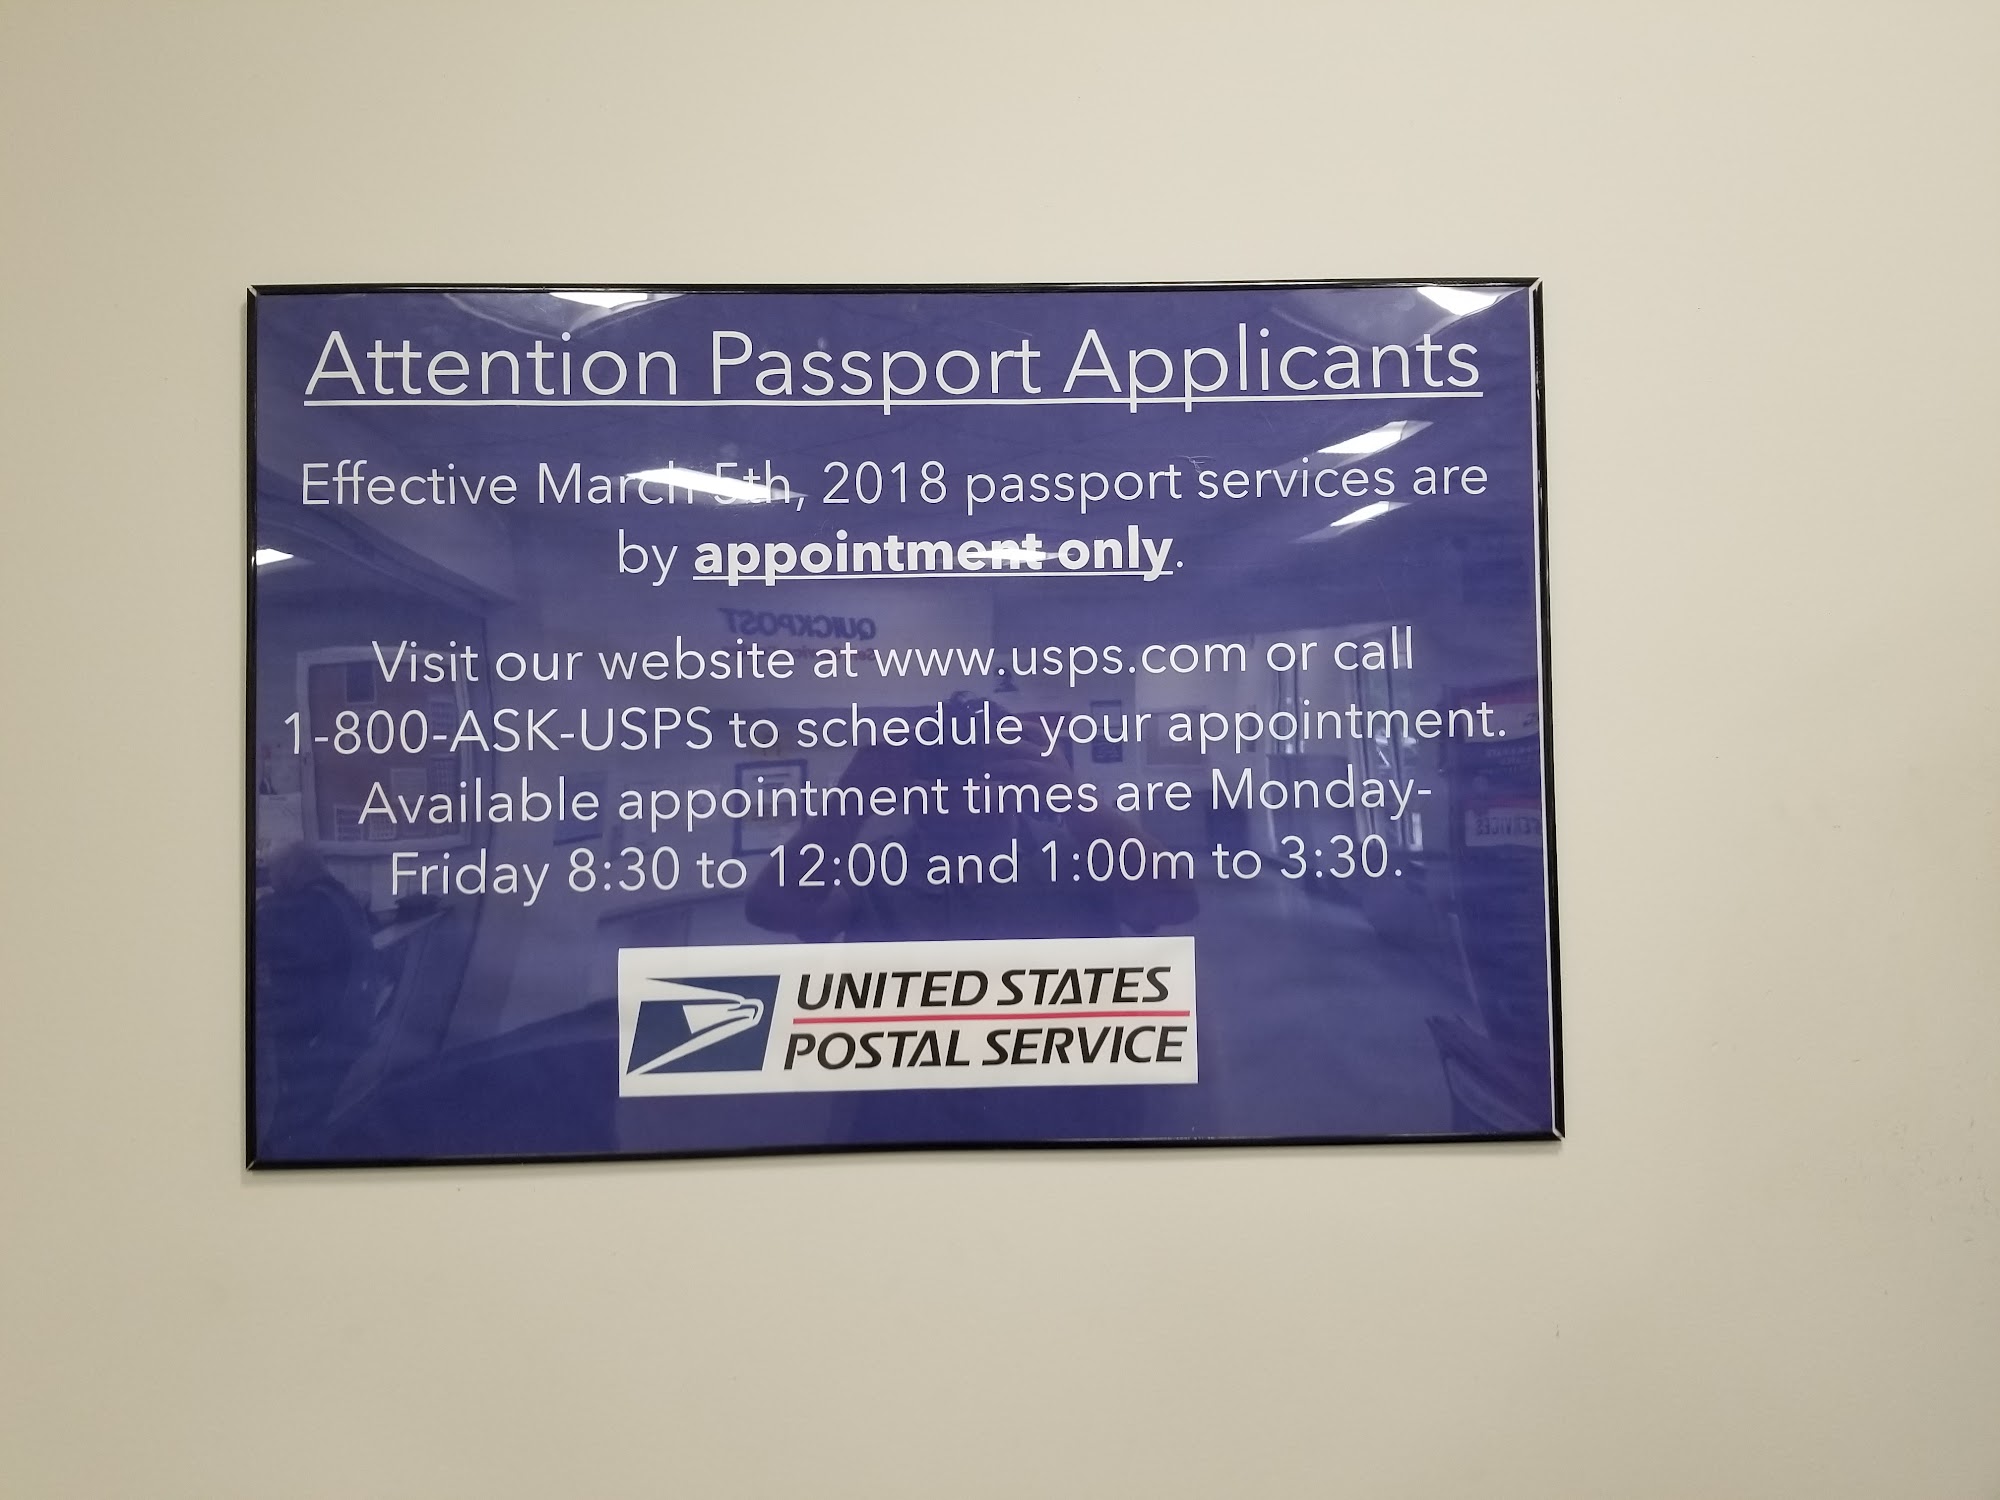 Attention Passport Applicants
Effective March 5th, 2018 passport services are
by appointment only.
QUICKPOST
Visit our website at www.usps.com or call
1-800-ASK-USPS to schedule your appointment.
Available appointment times are Monday-
Friday 8:30 to 12:00 and 1:00m to 3:30.
UNITED STATES
POSTAL SERVICE